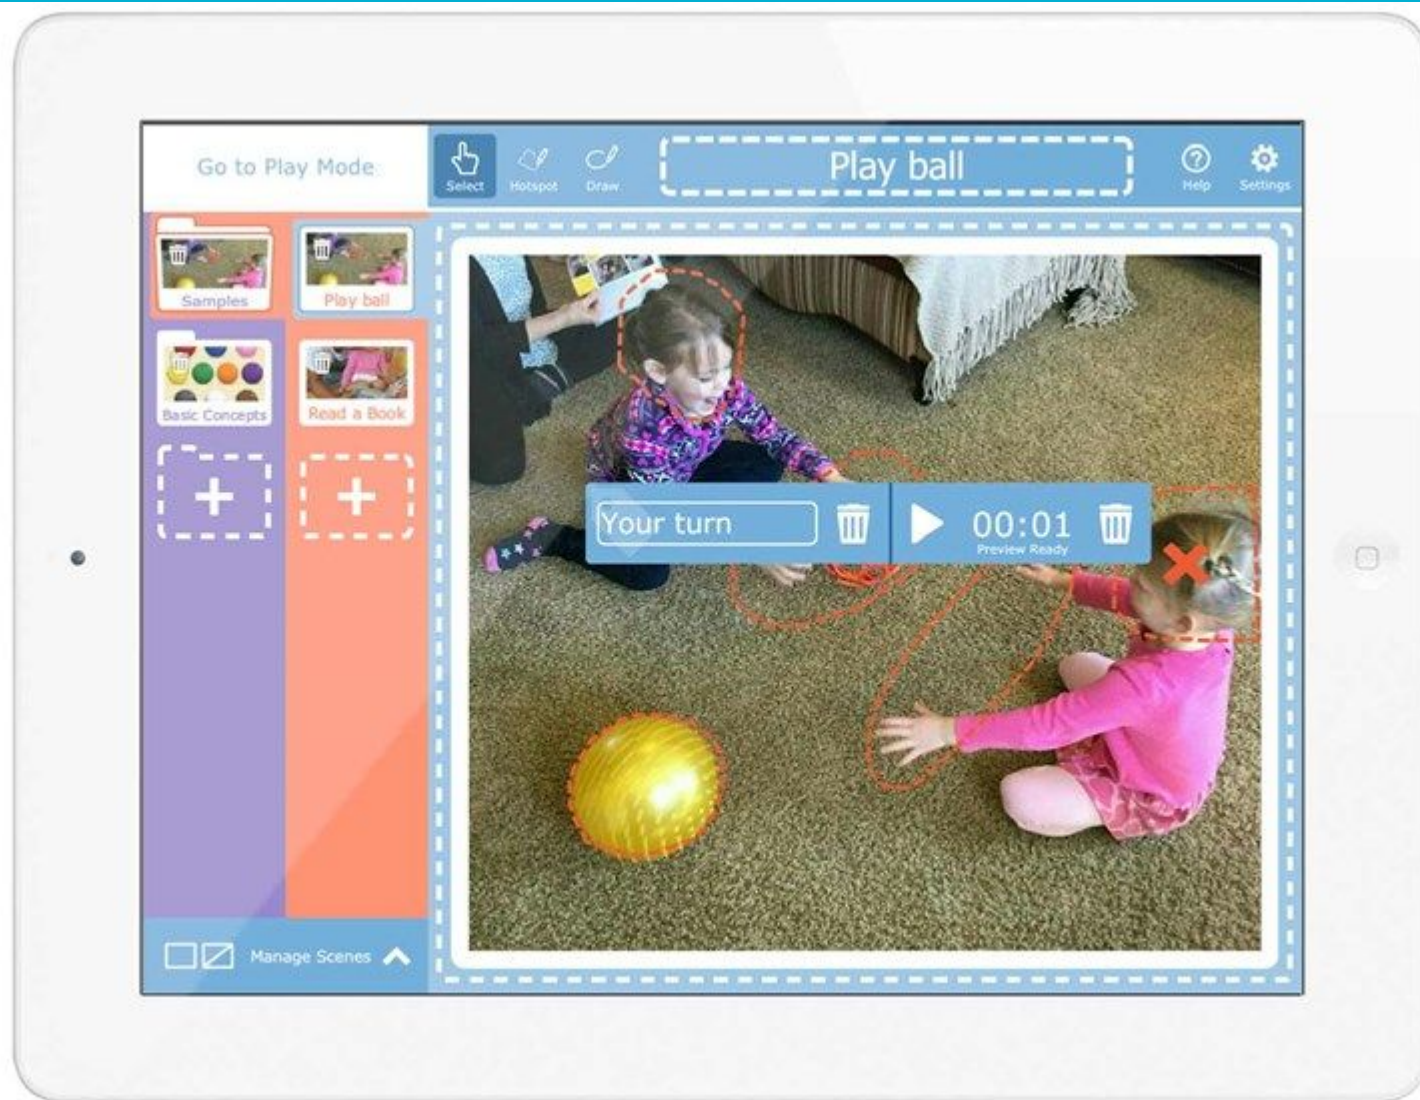 Go to Play Mode
Select
Hotspot
Draw
Play ball
Help
Settings
Samples
Play ball
Basic Concepts
Read a Book
Your turn
00:01
Preview Ready
Manage Scenes